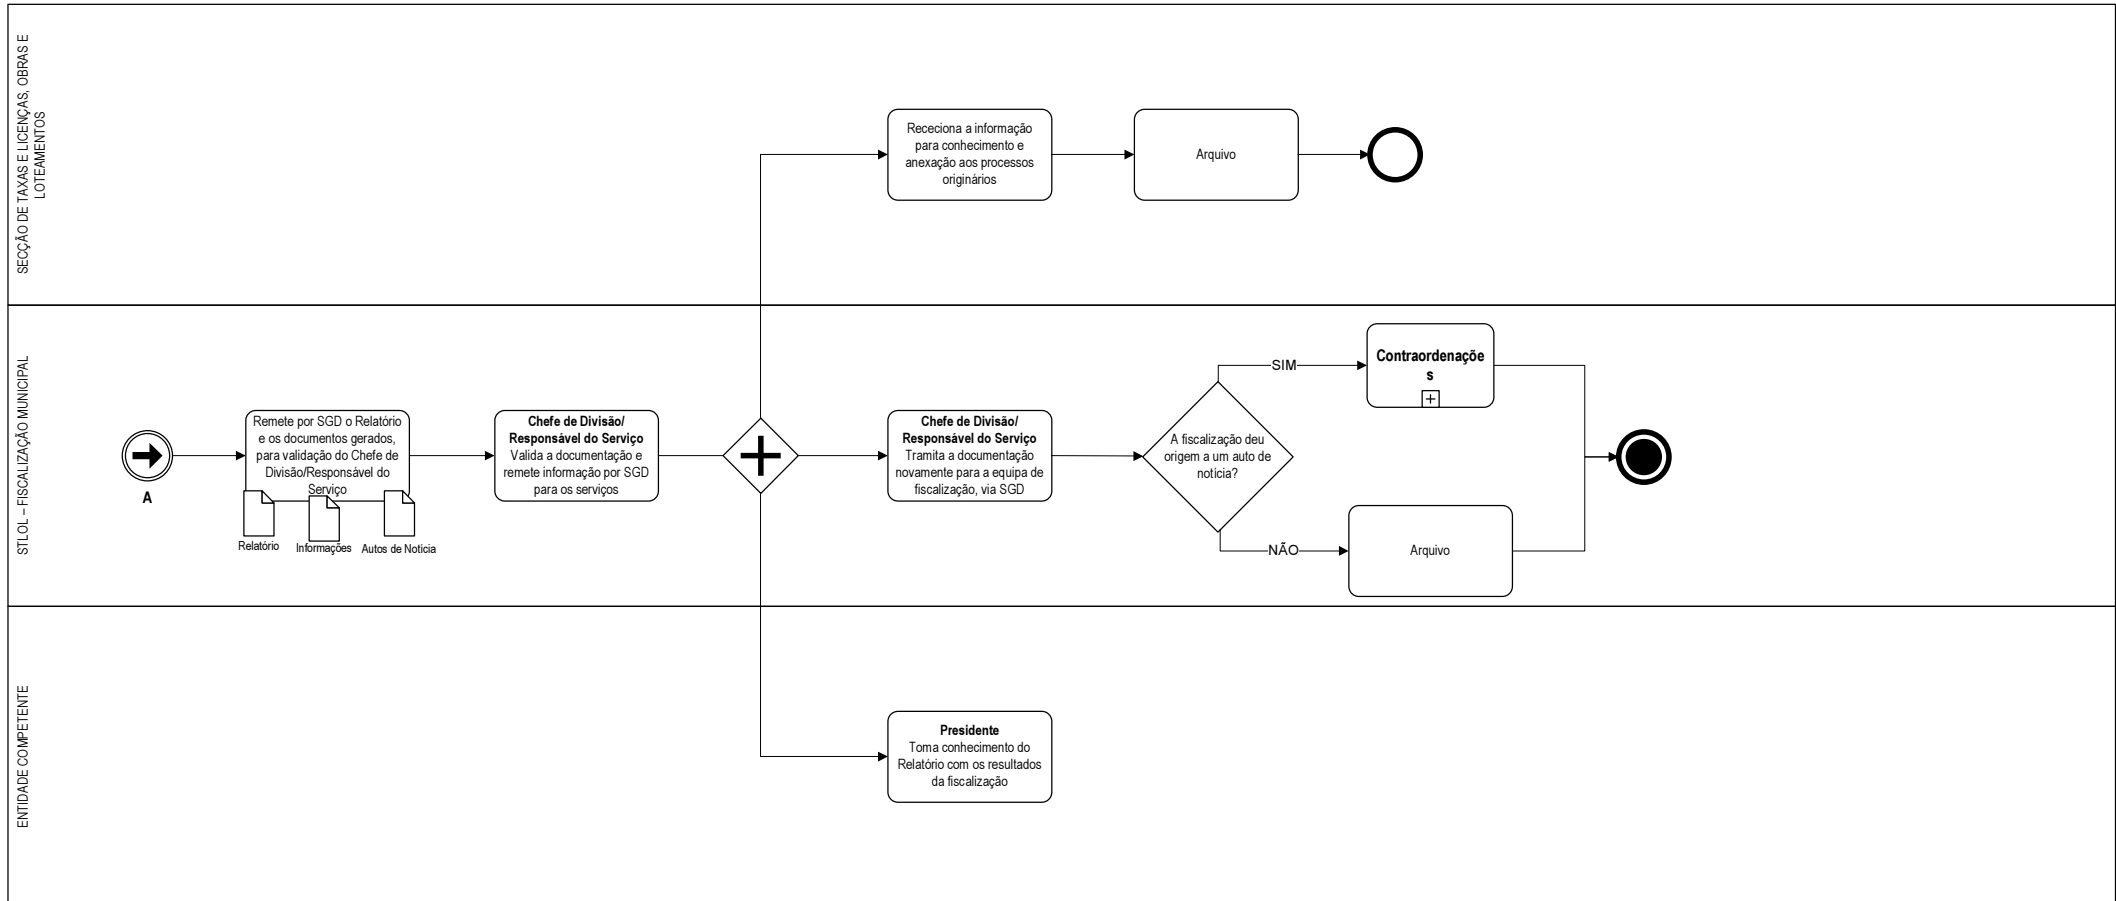 SECÇÃO DE TAXAS E LICENÇAS, OBRAS E
LOTEAMENTOS
Receciona a informação
para conhecimento e
anexação aos processos
originários
Arquivo
STLOL – FISCALIZAÇÃO MUNICIPAL
A
Remete por SGD o Relatório
e os documentos gerados,
para validação do Chefe de
Divisão/Responsável do
Serviço
Relatório
Informações
Autos de Notícia
Chefe de Divisão/
Responsável do Serviço
Valida a documentação e
remete informação por SGD
para os serviços
Chefe de Divisão/
Responsável do Serviço
Tramita a documentação
novamente para a equipa de
fiscalização, via SGD
A fiscalização deu
origem a um auto de
notícia?
SIM
Contraordenaçõe
s
NÃO
Arquivo
ENTIDADE COMPETENTE
Presidente
Toma conhecimento do
Relatório com os resultados
da fiscalização